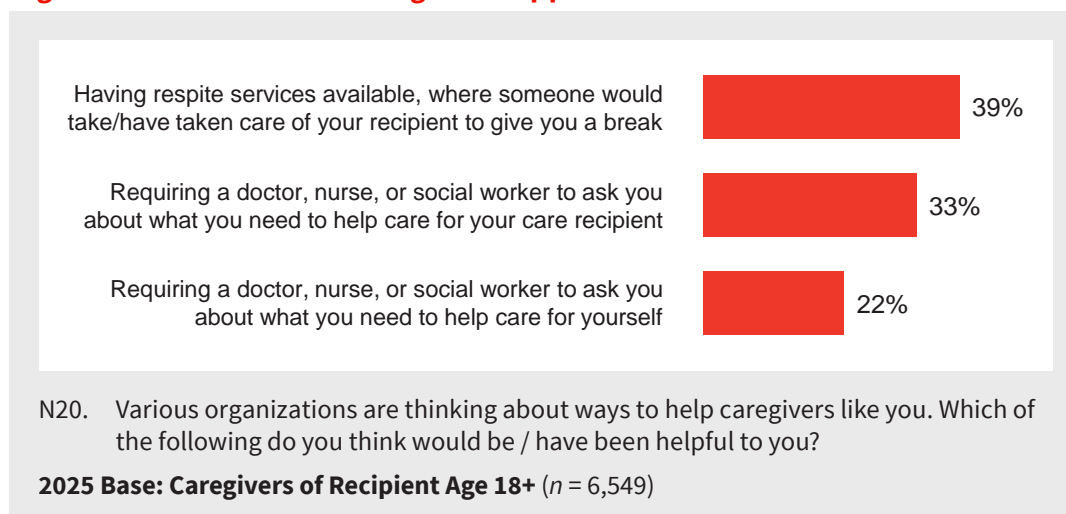 Having respite services available, where someone would
take/have taken care of your recipient to give you a break
39%
Requiring a doctor, nurse, or social worker to ask you
about what you need to help care for your care recipient
33%
Requiring a doctor, nurse, or social worker to ask you
about what you need to help care for yourself
22%
N20. Various organizations are thinking about ways to help caregivers like you. Which of
the following do you think would be / have been helpful to you?
2025 Base: Caregivers of Recipient Age 18+ (n = 6,549)